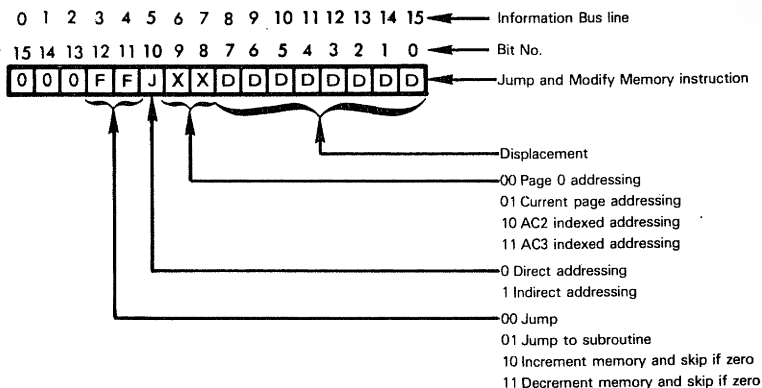 0 1 2 3 4 5 6 7 8 9 10 11 12 13 14 15 Information Bus line
15 14 13 12 11 10 9 8 7 6 5 4 3 2 1 0 Bit No.
0 0 0 F F J X X D D D D D D D D Jump and Modify Memory instruction
Displacement
00 Page 0 addressing
01 Current page addressing
10 AC2 indexed addressing
11 AC3 indexed addressing
0 Direct addressing
1 Indirect addressing
00 Jump
01 Jump to subroutine
10 Increment memory and skip if zero
11 Decrement memory and skip if zero